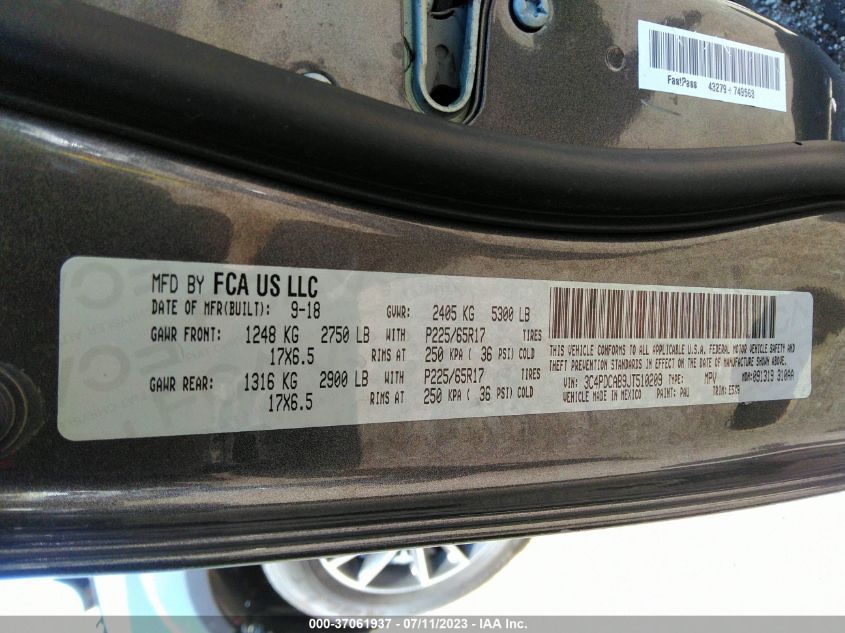 FastPass 43279 - 749563
MFD BY FCA US LLC
DATE OF MFR(BUILT): 9-18 GVWR: 2405 KG 5300 LB
GAWR FRONT: 1248 KG 2750 LB WITH P225/65R17 TIRES
17X6.5 RIMS AT 250 KPA ( 36 PSI) COLD
GAWR REAR: 1316 KG 2900 LB WITH P225/65R17 TIRES
17X6.5 RIMS AT 250 KPA ( 36 PSI) COLD
THIS VEHICLE CONFORMS TO ALL APPLICABLE U.S.A. FEDERAL MOTOR VEHICLE SAFETY AND
THEFT PREVENTION STANDARDS IN EFFECT ON THE DATE OF MANUFACTURE SHOWN ABOVE.
VIN: 3C4PDCAB9JT510209 TYPE: MPV MDH: 091319 310AA
VEHICLE MADE IN MEXICO PAINT: PAU TRIM:
000-37061937 - 07/11/2023 - IAA Inc.